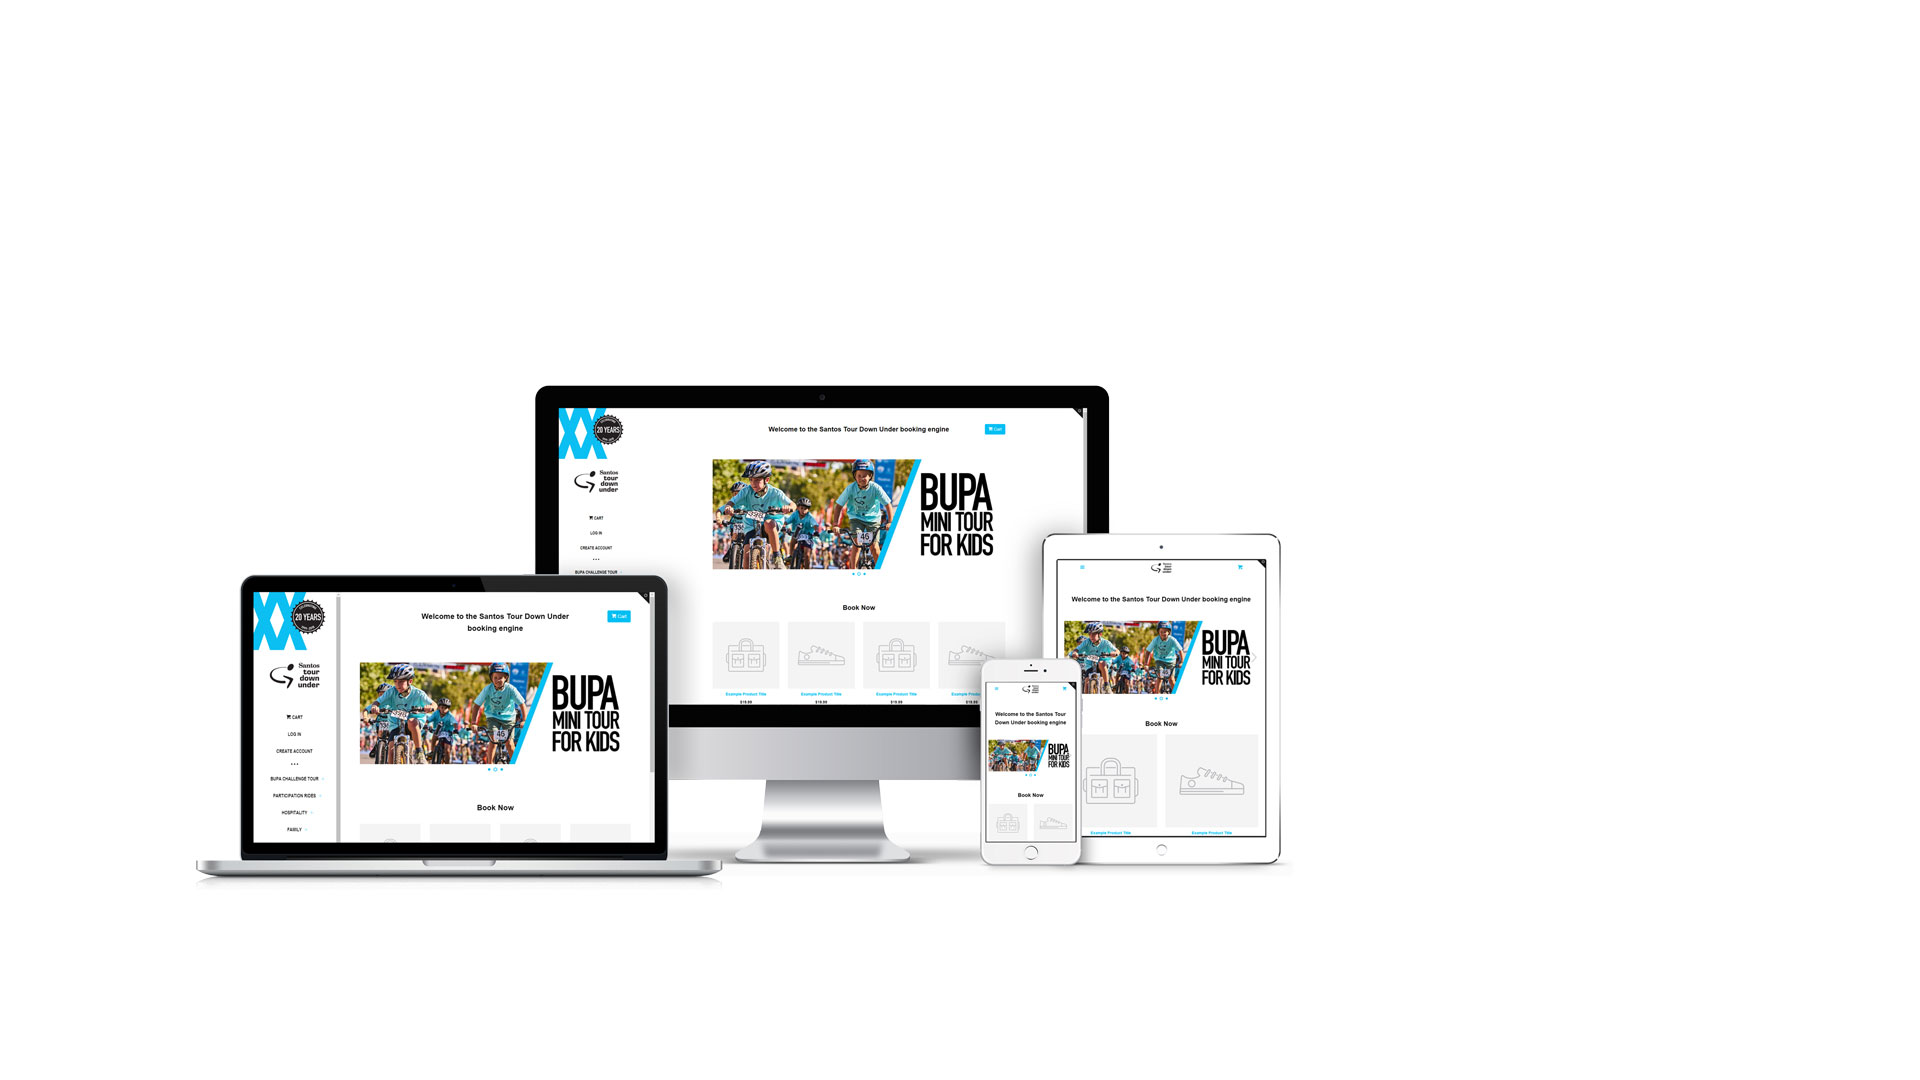 20 YEARS
Santos
tour
down
under
CART
LOG IN
CREATE ACCOUNT
BUPA CHALLENGE TOUR
Welcome to the Santos Tour Down Under booking engine
Cart
45
BUPA
MINI TOUR
FOR KIDS
Book Now
Example Product Title
$19.99
Example Product Title
$19.99
Example Product Title
$19.99
Example Produ
$19.99
20 YEARS
Santos
tour
down
under
CART
LOG IN
CREATE ACCOUNT
BUPA CHALLENGE TOUR
PARTICIPATION RIDES
HOSPITALITY
FAMILY
Welcome to the Santos Tour Down Under
booking engine
Cart
45
BUPA
MINI TOUR
FOR KIDS
Book Now
Welcome to the Santos Tour
Down Under booking engine
BUPA
MINI TOUR
FOR KIDS
Book Now
Welcome to the Santos Tour Down Under booking engine
BUPA
MINI TOUR
FOR KIDS
Book Now
Example Product Title
Example Product Title